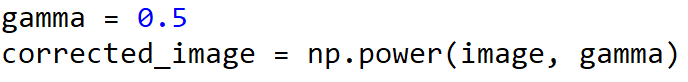 gamma = 0.5
corrected_image = np.power(image, gamma)